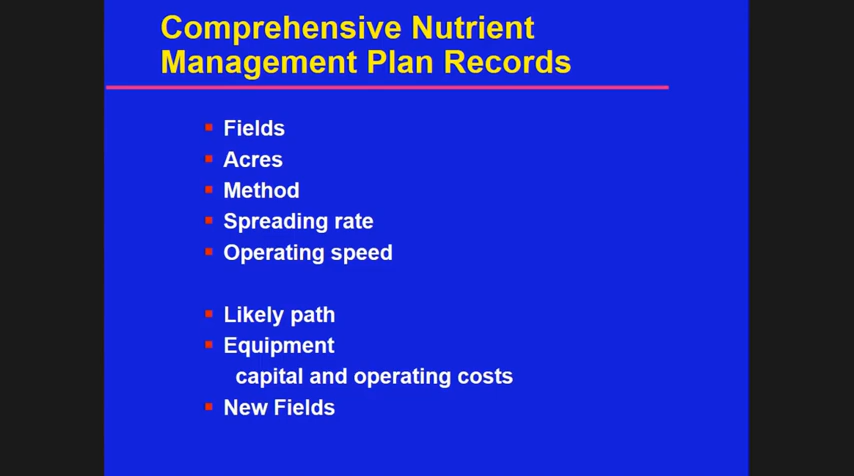 Comprehensive Nutrient
Management Plan Records
Fields
Acres
Method
Spreading rate
Operating speed
Likely path
Equipment
capital and operating costs
New Fields